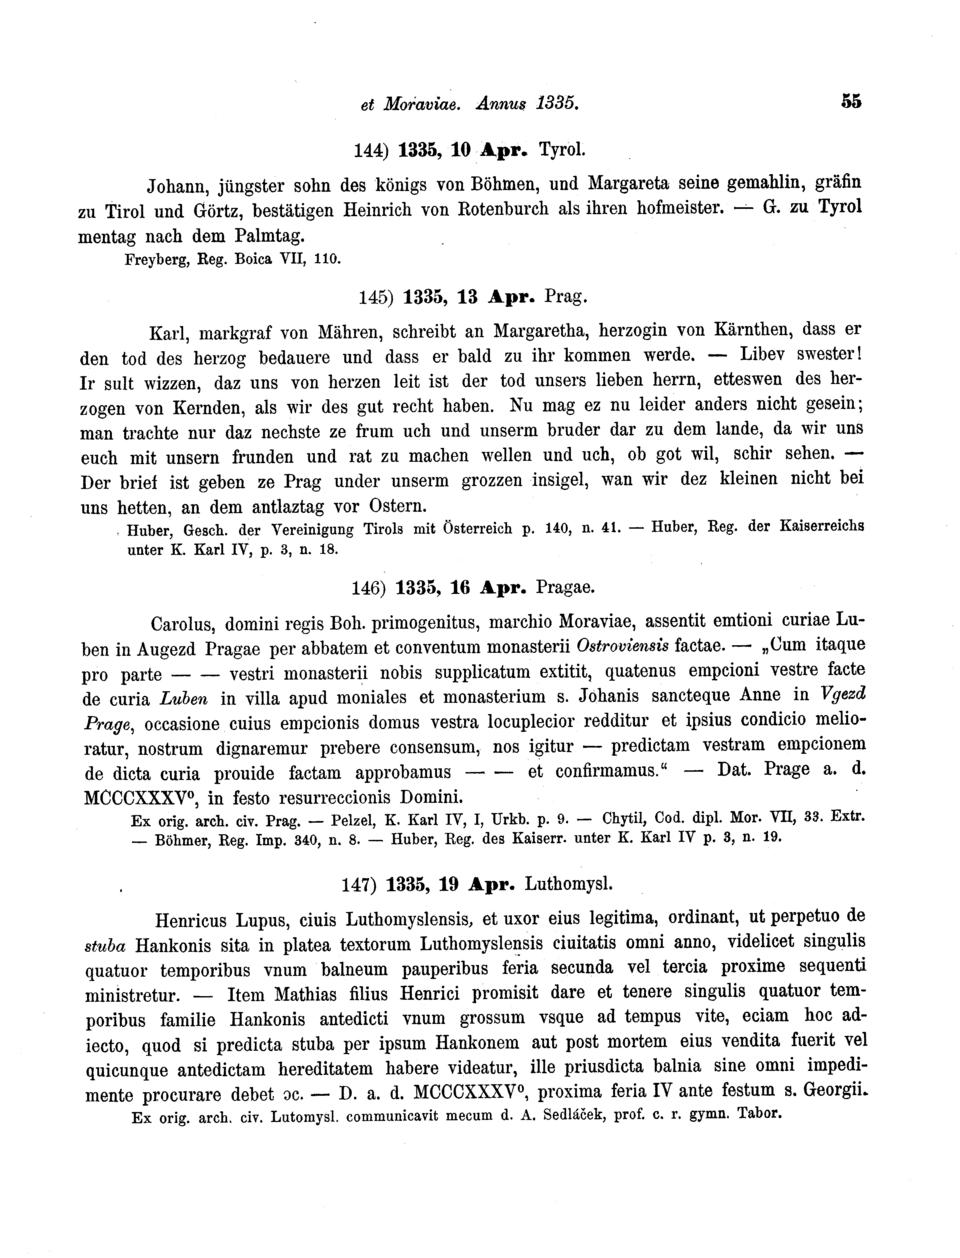 et Moraviae. Annus 1335. 55
144) 1335, 10 Apr. Tyrol.
Johann, jüngster sohn des königs von Böhmen, und Margareta seine gemahlin, gräfin
zu Tirol und Görtz, bestätigen Heinrich von Rotenburch als ihren hofmeister. — G. zu Tyrol
mentag nach dem Palmtag.
Freyberg, Reg. Boica VII, 110.
145) 1335, 13 Apr. Prag.
Karl, markgraf von Mähren, schreibt an Margaretha, herzogin von Kärnthen, dass er
den tod des herzog bedauere und dass er bald zu ihr kommen werde. — Libev swester!
Ir sult wizzen, daz uns von herzen leit ist der tod unsers lieben herrn, etteswen des her-
zogen von Kernden, als wir des gut recht haben. Nu mag ez nu leider anders nicht gesein;
man trachte nur daz nechste ze frum uch und unserm bruder dar zu dem lande, da wir uns
euch mit unsern frunden und rat zu machen wellen und uch, ob got wil, schir sehen. —
Der brief ist geben ze Prag under unserm grozzen insigel, wan wir dez kleinen nicht bei
uns hetten, an dem antlaztag vor Ostern.
Huber, Gesch. der Vereinigung Tirols mit Österreich p. 140, n. 41. — Huber, Reg. der Kaiserreichs
unter K. Karl IV, p. 3, n. 18.
146) 1335, 16 Apr. Pragae.
Carolus, domini regis Boh. primogenitus, marchio Moraviae, assentit emtioni curiae Lu-
ben in Augezd Pragae per abbatem et conventum monasterii Ostroviensis factae. — „Cum itaque
pro parte — — vestri monasterii nobis supplicatum extitit, quatenus empcioni vestre facte
de curia Luben in villa apud moniales et monasterium s. Johanis sancteque Anne in Vgezd
Prage, occasione cuius empcionis domus vestra locuplecior redditur et ipsius condicio melio-
ratur, nostrum dignaremur prebere consensum, nos igitur — predictam vestram empcionem
de dicta curia prouide factam approbamus — — et confirmamus.“ — Dat. Prage a. d.
MCCCXXXV⁰, in festo resurreccionis Domini.
Ex orig. arch. civ. Prag. — Pelzel, K. Karl IV, I, Urkb. p. 9. — Chytil, Cod. dipl. Mor. VII, 33. Extr.
— Böhmer, Reg. Imp. 340, n. 8. — Huber, Reg. des Kaiserr. unter K. Karl IV p. 3, n. 19.
147) 1335, 19 Apr. Luthomysl.
Henricus Lupus, ciuis Luthomyslensis, et uxor eius legitima, ordinant, ut perpetuo de
stuba Hankonis sita in platea textorum Luthomyslensis ciuitatis omni anno, videlicet singulis
quatuor temporibus vnum balneum pauperibus feria secunda vel tercia proxime sequenti
ministretur. — Item Mathias filius Henrici promisit dare et tenere singulis quatuor tem-
poribus familie Hankonis antedicti vnum grossum vsque ad tempus vite, eciam hoc ad-
iecto, quod si predicta stuba per ipsum Hankonem aut post mortem eius vendita fuerit vel
quicunque antedictam hereditatem habere videatur, ille priusdicta balnia sine omni impedi-
mente procurare debet ɔc. — D. a. d. MCCCXXXV⁰, proxima feria IV ante festum s. Georgii.
Ex orig. arch. civ. Lutomysl. communicavit mecum d. A. Sedláček, prof. c. r. gymn. Tabor.